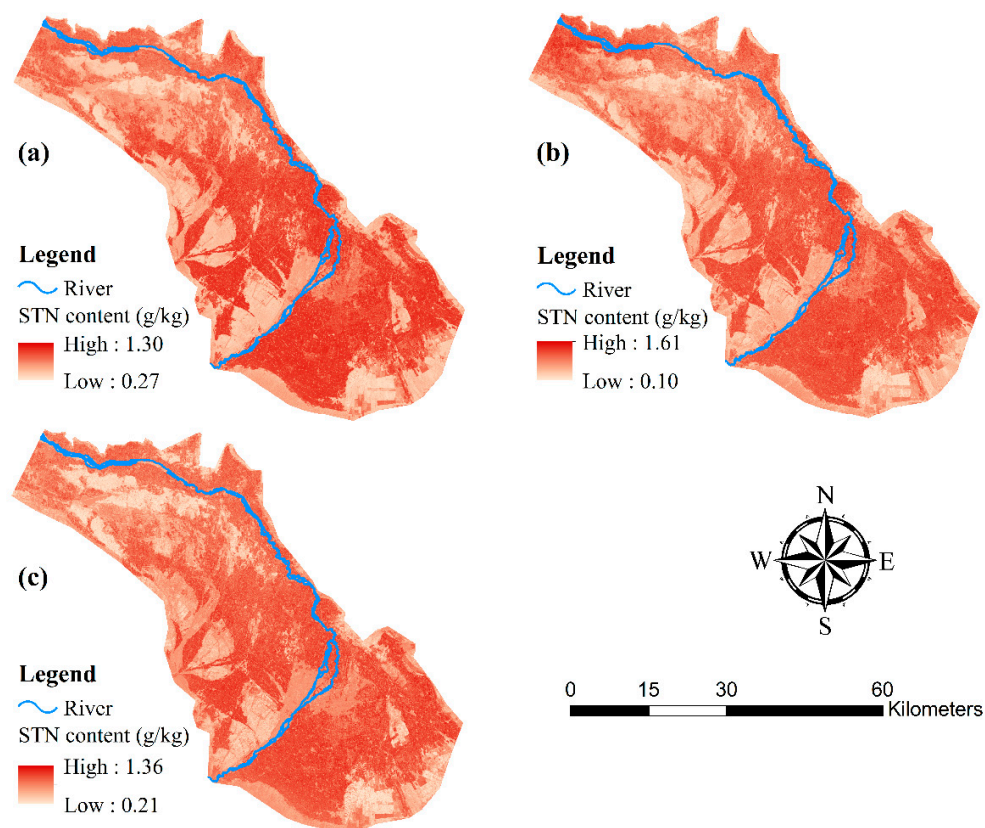 (a)
Legend
River
STN content (g/kg)
High : 1.30
Low : 0.27
(b)
Legend
River
STN content (g/kg)
High : 1.61
Low : 0.10
(c)
Legend
River
STN content (g/kg)
High : 1.36
Low : 0.21
N
W E
S
0 15 30 60
Kilometers